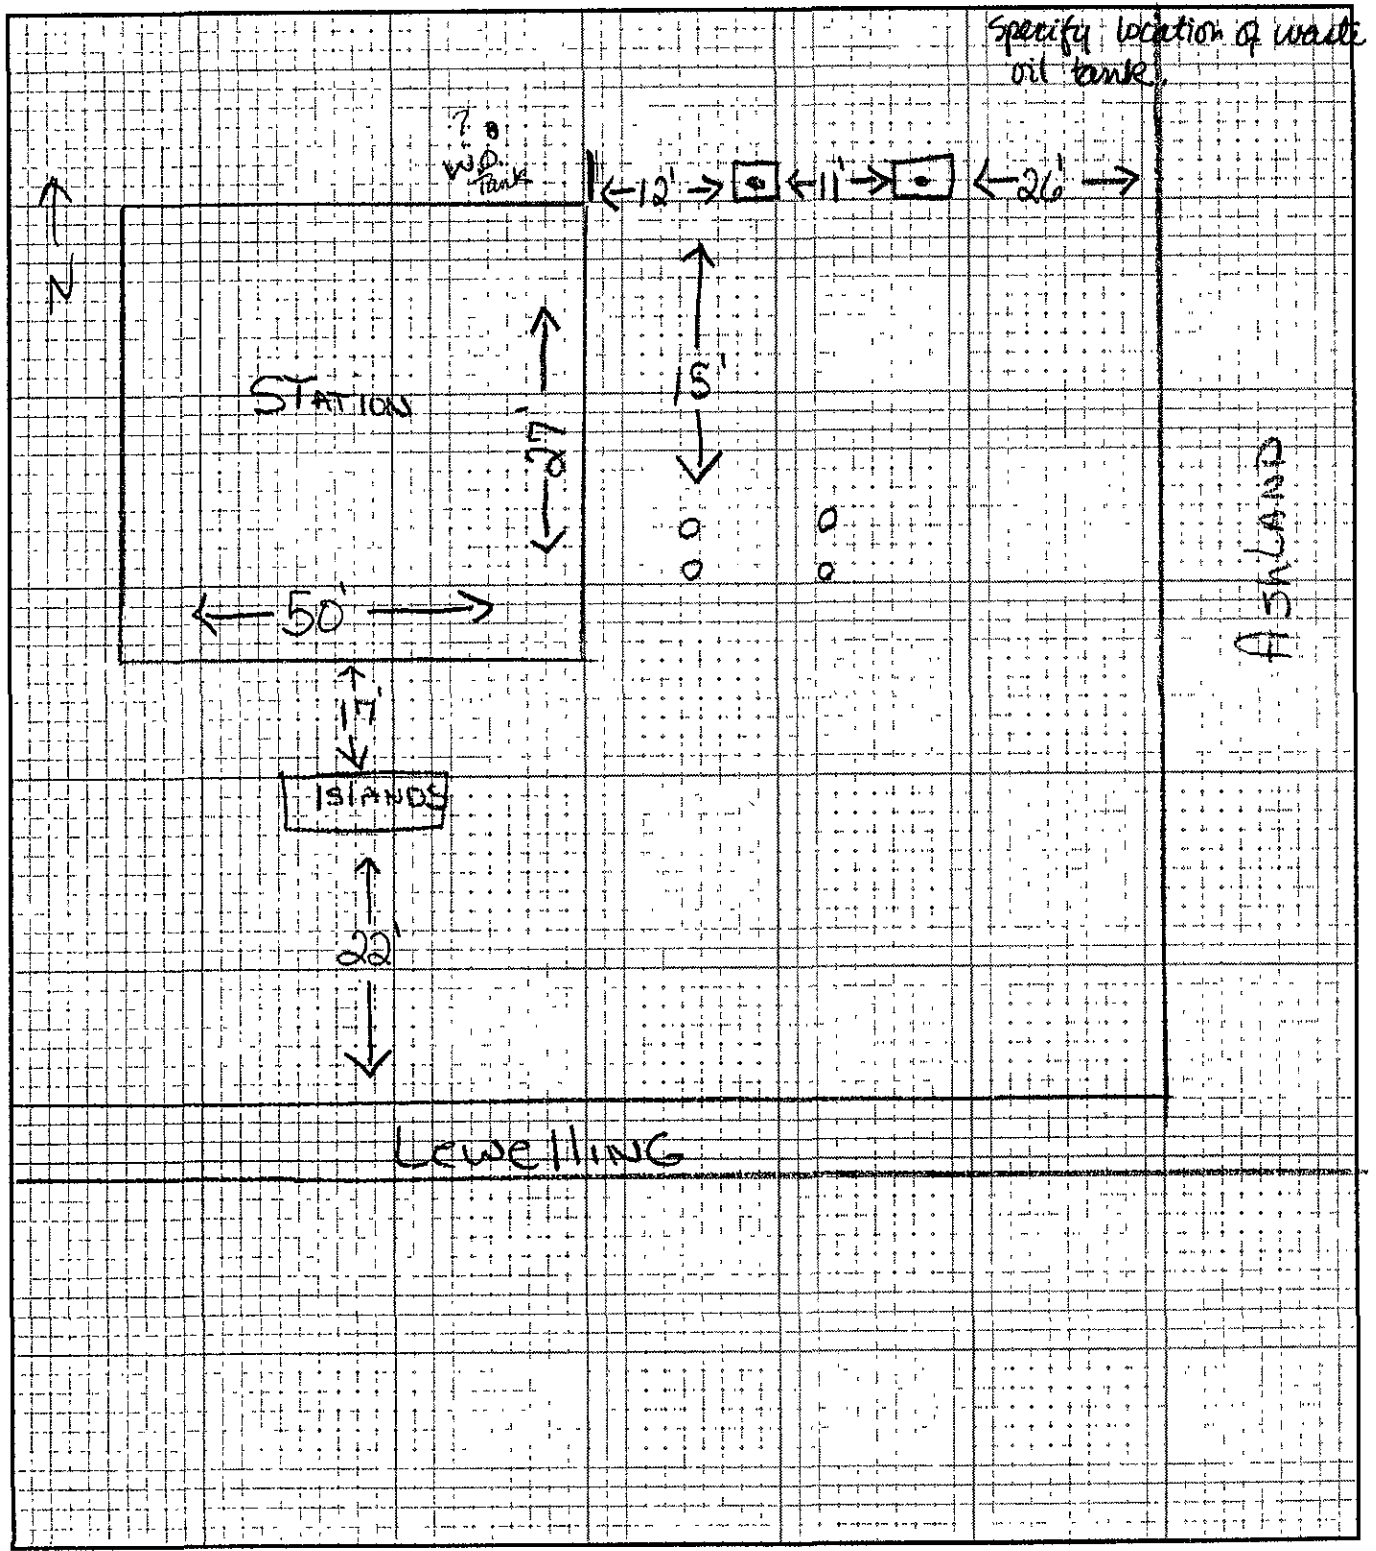 Specify location of waste
oil tank.
?
W.O.
Tank
12'
11'
26'
N
15'
STATION
27'
50'
ASHLAND
17'
ISLANDS
22'
Lewelling